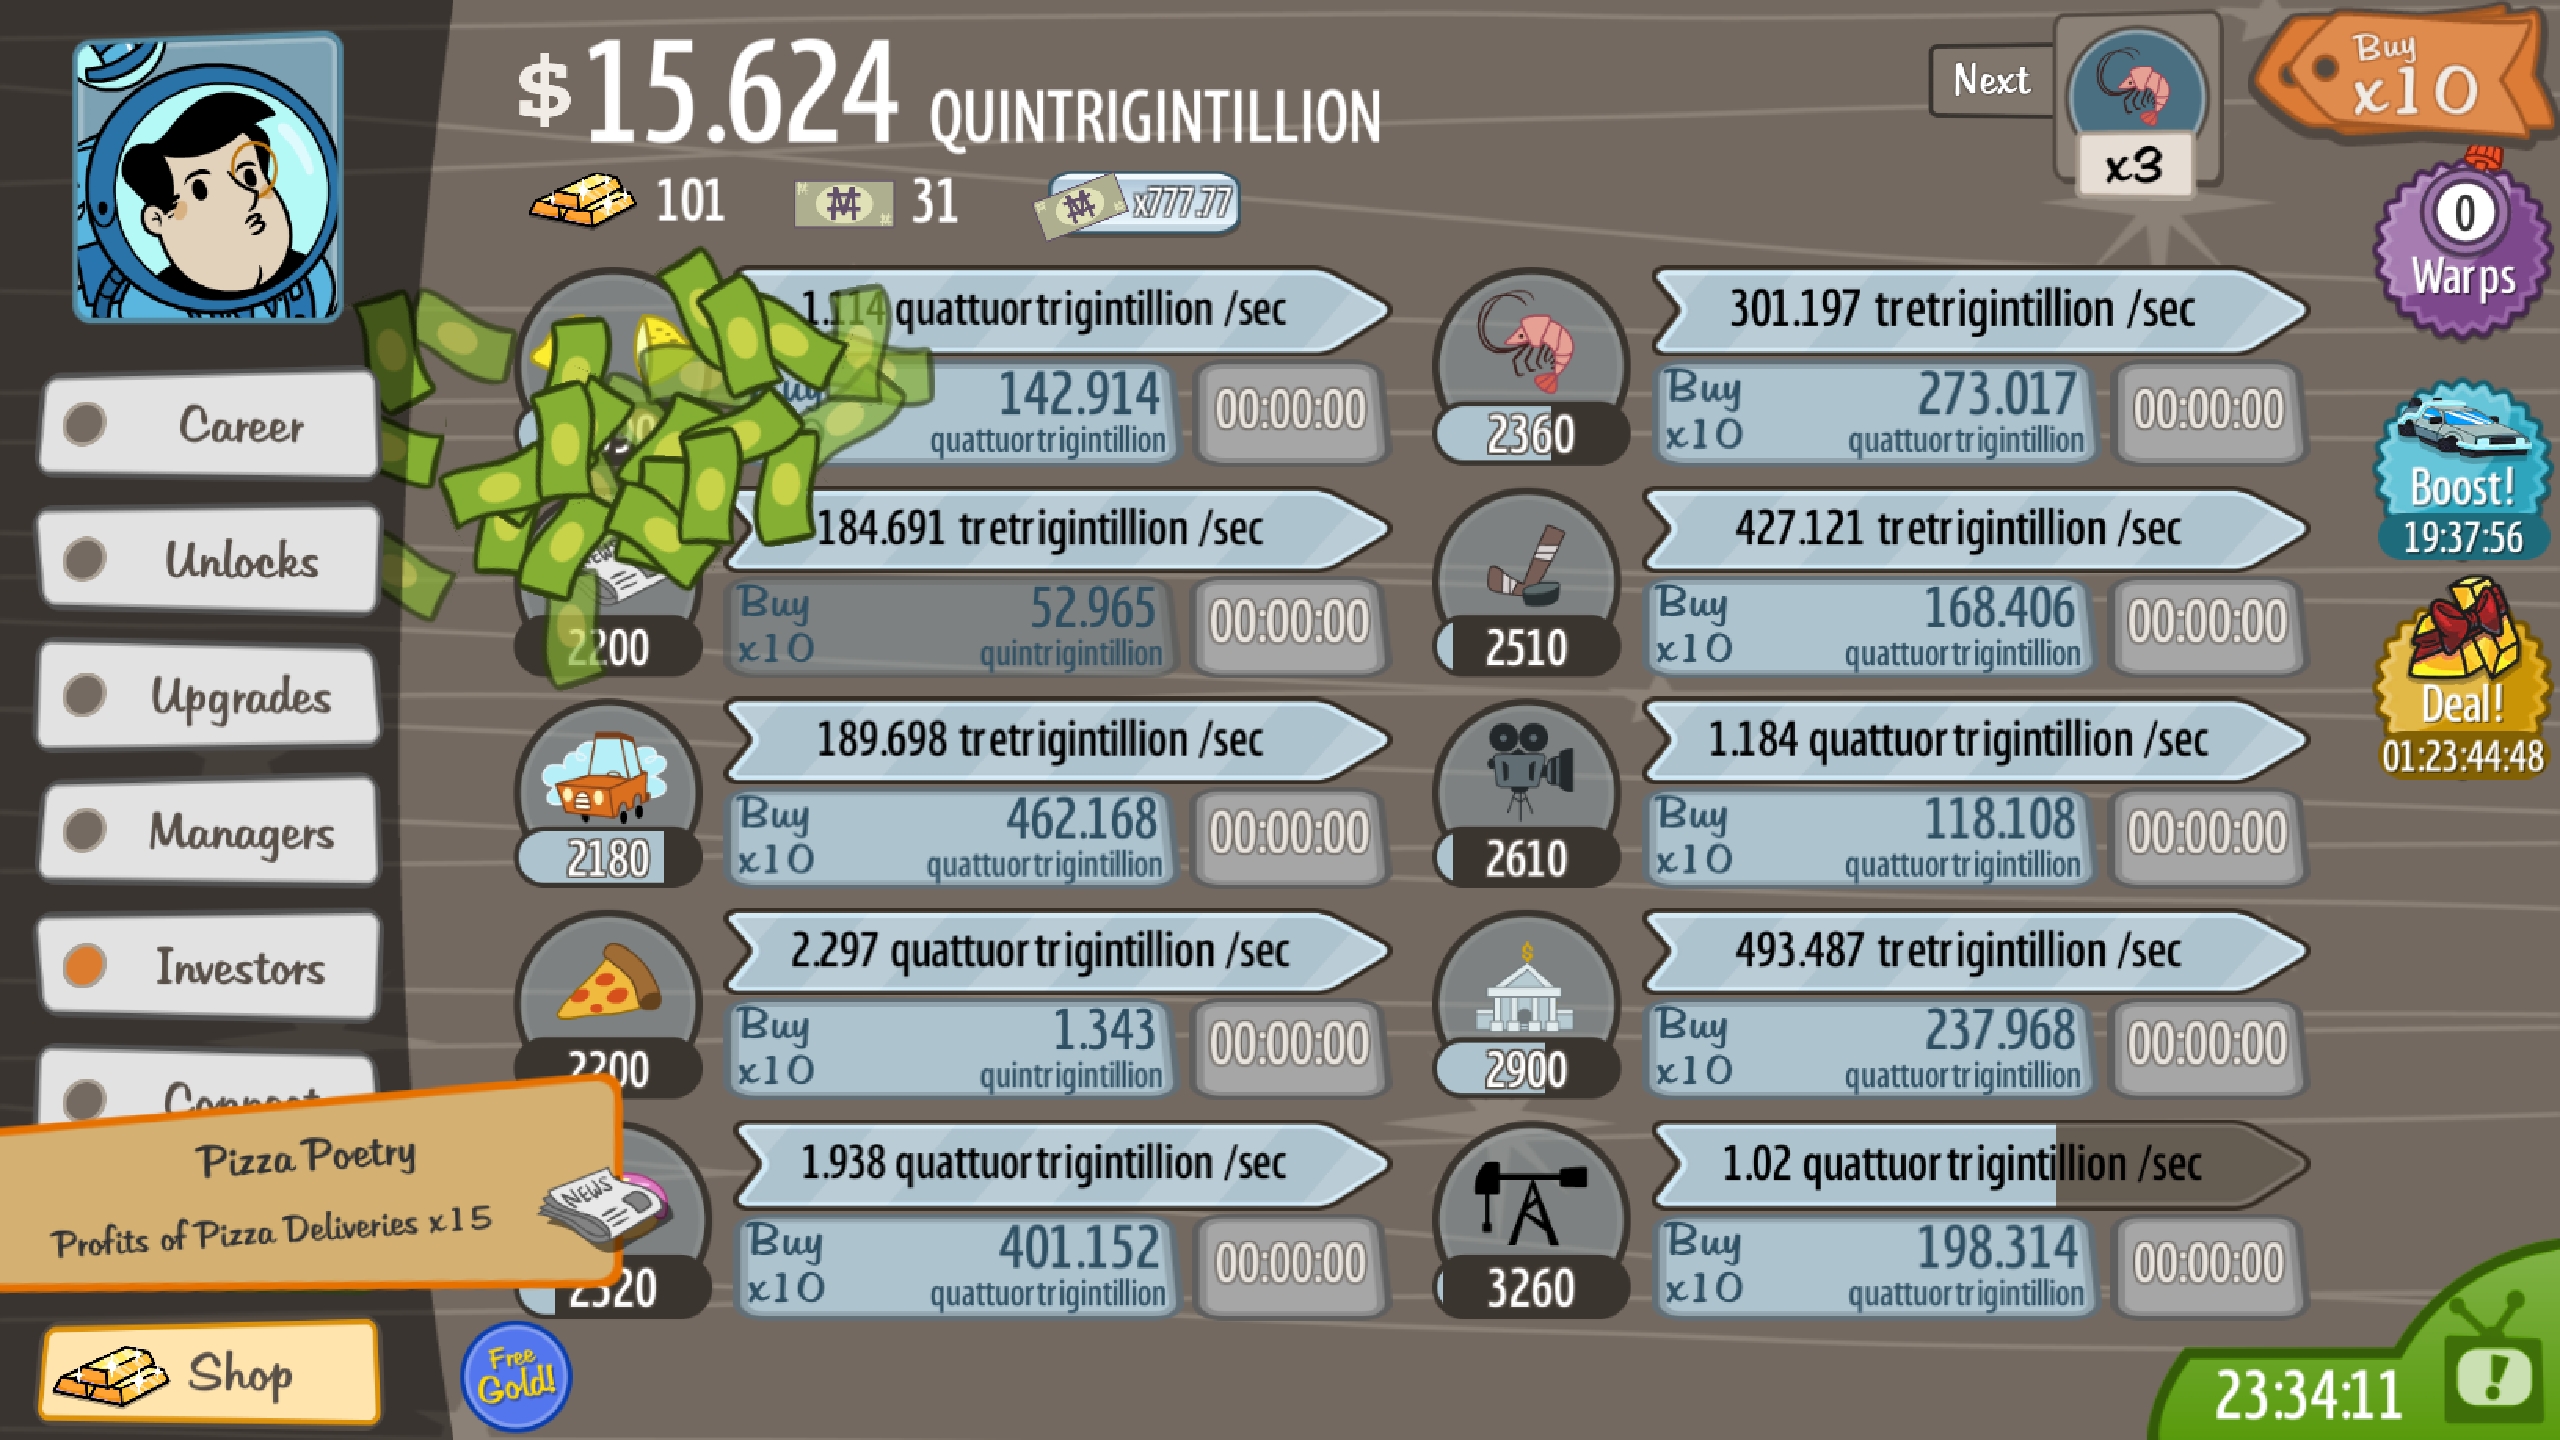 $15.624 QUINTRIGINTILLION
101
31
x777.77
Next
x3
Buy
x10
0
Warps
Boost!
19:37:56
Deal!
01:23:44:48
Career
Unlocks
Upgrades
Managers
Investors
Connect
Pizza Poetry
Profits of Pizza Deliveries x15
NEWS
Shop
Free
Gold!
1.114 quattuortrigintillion /sec
Buy
142.914
quattuortrigintillion
00:00:00
184.691 tretrigintillion /sec
2200
Buy
x10
52.965
quintrigintillion
00:00:00
189.698 tretrigintillion /sec
2180
Buy
x10
462.168
quattuortrigintillion
00:00:00
2.297 quattuortrigintillion /sec
2200
Buy
x10
1.343
quintrigintillion
00:00:00
1.938 quattuortrigintillion /sec
2320
Buy
x10
401.152
quattuortrigintillion
00:00:00
301.197 tretrigintillion /sec
2360
Buy
x10
273.017
quattuortrigintillion
00:00:00
427.121 tretrigintillion /sec
2510
Buy
x10
168.406
quattuortrigintillion
00:00:00
1.184 quattuortrigintillion /sec
2610
Buy
x10
118.108
quattuortrigintillion
00:00:00
493.487 tretrigintillion /sec
2900
Buy
x10
237.968
quattuortrigintillion
00:00:00
1.02 quattuortrigintillion /sec
3260
Buy
x10
198.314
quattuortrigintillion
00:00:00
23:34:11